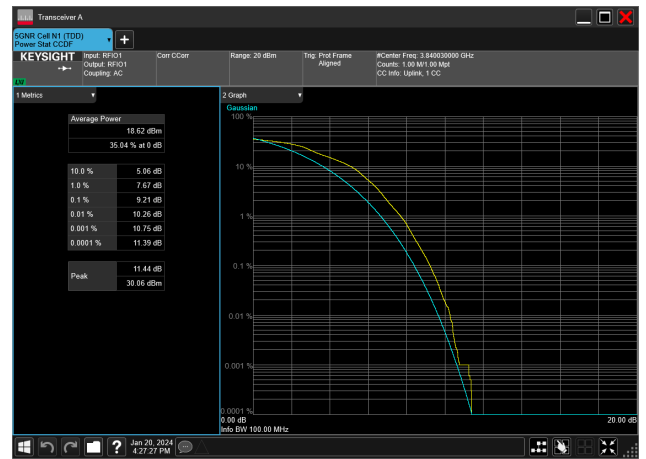 Transceiver A
5GNR Cell N1 (TDD)
Power Stat CCDF
KEYSIGHT
Input: RFIO1
Output: RFIO1
Coupling: AC
Corr CCorr
Range: 20 dBm
Trig: Prot Frame
Aligned
#Center Freq: 3.840030000 GHz
Counts: 1.00 M/1.00 Mpt
CC Info: Uplink, 1 CC
LXI
1 Metrics
2 Graph
Average Power
18.62 dBm
35.04 % at 0 dB
10.0 % 5.06 dB
1.0 % 7.67 dB
0.1 % 9.21 dB
0.01 % 10.26 dB
0.001 % 10.75 dB
0.0001 % 11.39 dB
Peak
11.44 dB
30.06 dBm
Gaussian
100 %
10 %
1 %
0.1 %
0.01 %
0.001 %
0.0001 %
0.00 dB
20.00 dB
Info BW 100.00 MHz
Jan 20, 2024
4:27:27 PM